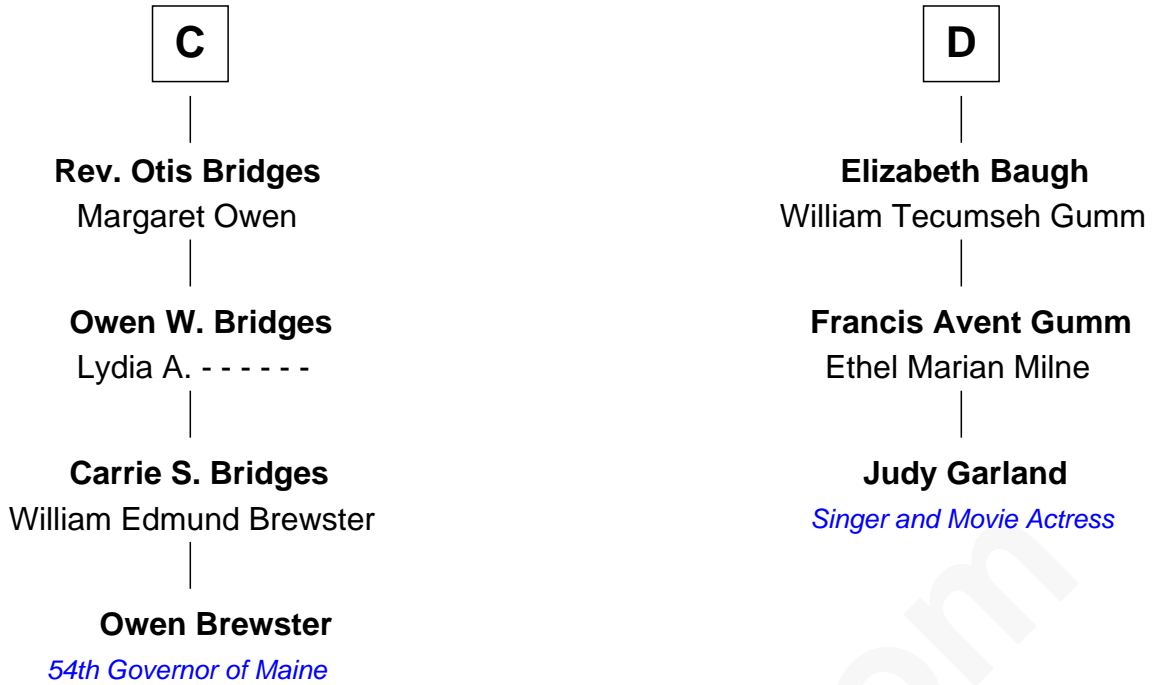 C
Rev. Otis Bridges
Margaret Owen
Owen W. Bridges
Lydia A. - - - - - -
Carrie S. Bridges
William Edmund Brewster
Owen Brewster
54th Governor of Maine
D
Elizabeth Baugh
William Tecumseh Gumm
Francis Avent Gumm
Ethel Marian Milne
Judy Garland
Singer and Movie Actress
om